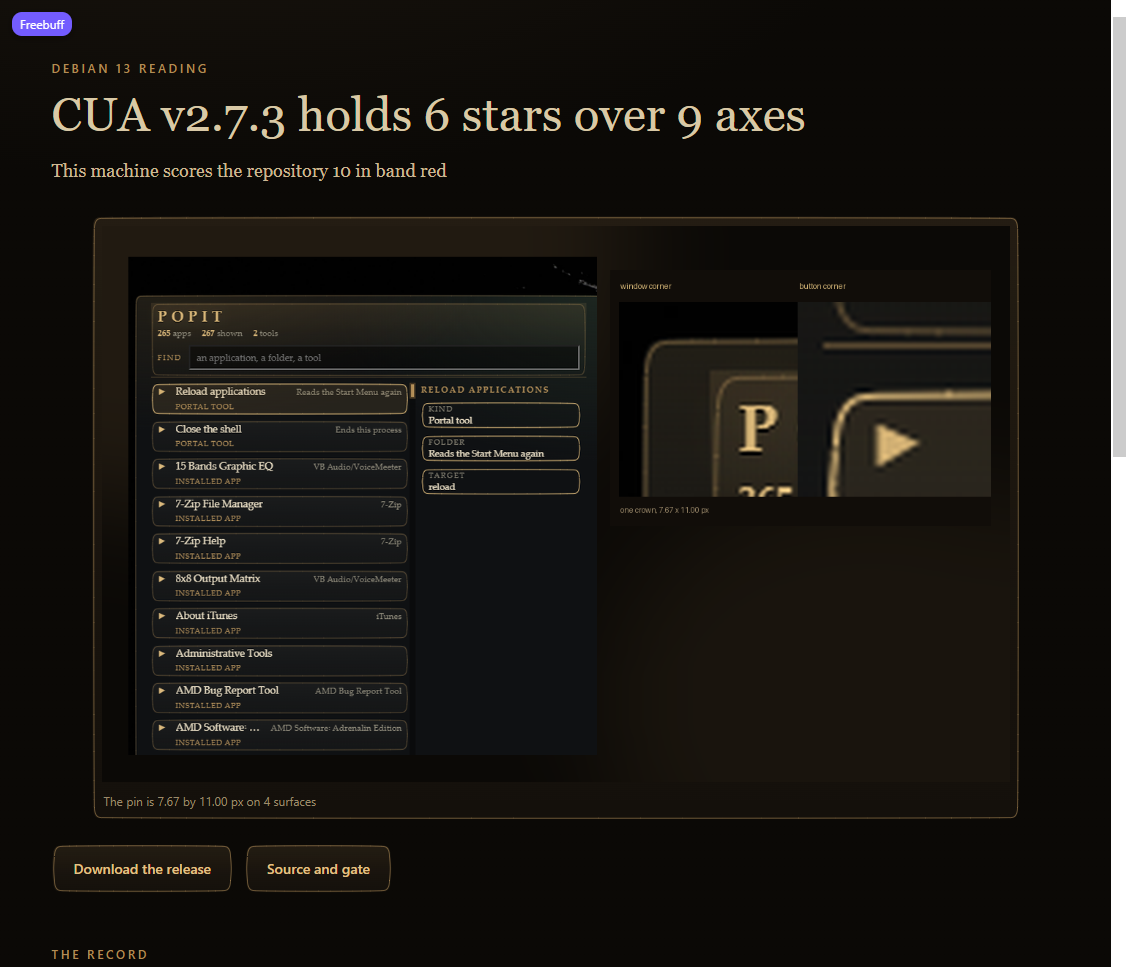 Freebuff
DEBIAN 13 READING
CUA v2.7.3 holds 6 stars over 9 axes
This machine scores the repository 10 in band red
POPIT
265 apps 267 shown 2 tools
FIND an application, a folder, a tool
Reload applications Reads the Start Menu again
PORTAL TOOL
Close the shell Ends this process
PORTAL TOOL
15 Bands Graphic EQ VB Audio/VoiceMeeter
INSTALLED APP
7-Zip File Manager 7-Zip
INSTALLED APP
7-Zip Help 7-Zip
INSTALLED APP
8x8 Output Matrix VB Audio/VoiceMeeter
INSTALLED APP
About iTunes iTunes
INSTALLED APP
Administrative Tools
INSTALLED APP
AMD Bug Report Tool AMD Bug Report Tool
INSTALLED APP
AMD Software: ... AMD Software: Adrenalin Edition
INSTALLED APP
RELOAD APPLICATIONS
KIND
Portal tool
FOLDER
Reads the Start Menu again
TARGET
reload
window corner button corner
P
265
one crown, 7.67 x 11.00 px
The pin is 7.67 by 11.00 px on 4 surfaces
Download the release Source and gate
THE RECORD